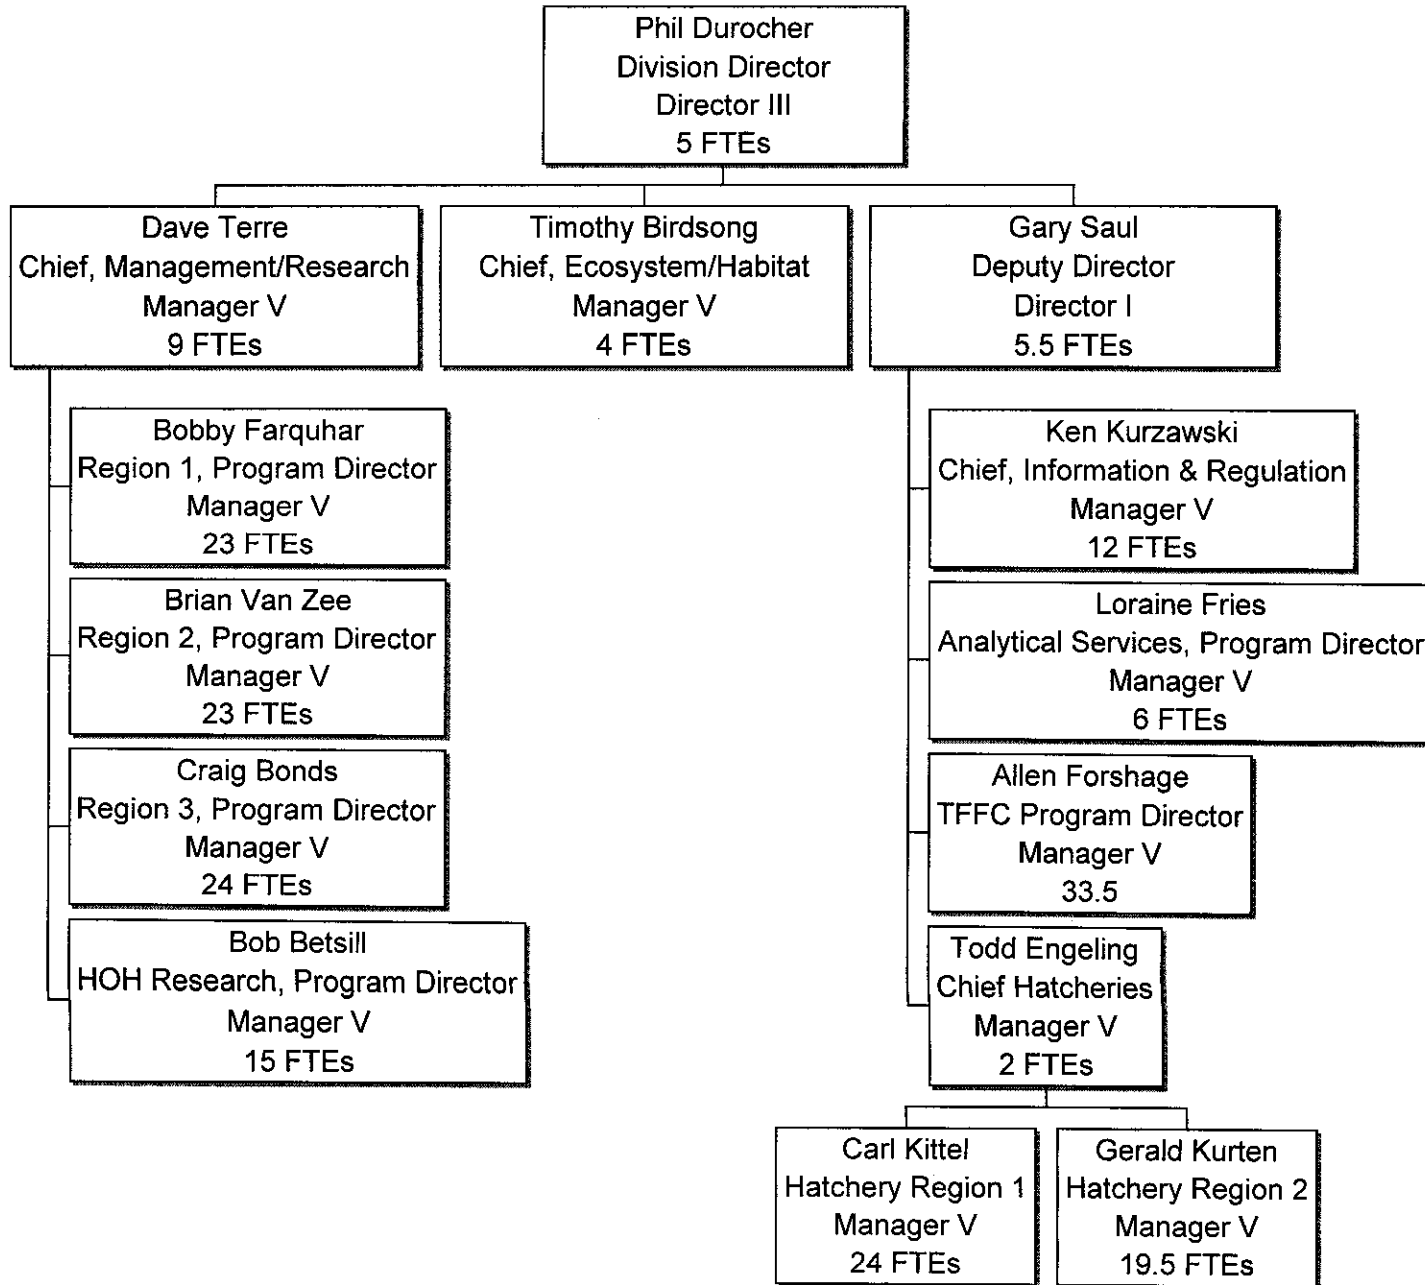 Phil Durocher
Division Director
Director III
5 FTEs
Dave Terre
Chief, Management/Research
Manager V
9 FTEs
Timothy Birdsong
Chief, Ecosystem/Habitat
Manager V
4 FTEs
Gary Saul
Deputy Director
Director I
5.5 FTEs
Bobby Farquhar
Region 1, Program Director
Manager V
23 FTEs
Brian Van Zee
Region 2, Program Director
Manager V
23 FTEs
Craig Bonds
Region 3, Program Director
Manager V
24 FTEs
Bob Betsill
HOH Research, Program Director
Manager V
15 FTEs
Ken Kurzawski
Chief, Information & Regulation
Manager V
12 FTEs
Loraine Fries
Analytical Services, Program Director
Manager V
6 FTEs
Allen Forshage
TFFC Program Director
Manager V
33.5
Todd Engeling
Chief Hatcheries
Manager V
2 FTEs
Carl Kittel
Hatchery Region 1
Manager V
24 FTEs
Gerald Kurten
Hatchery Region 2
Manager V
19.5 FTEs